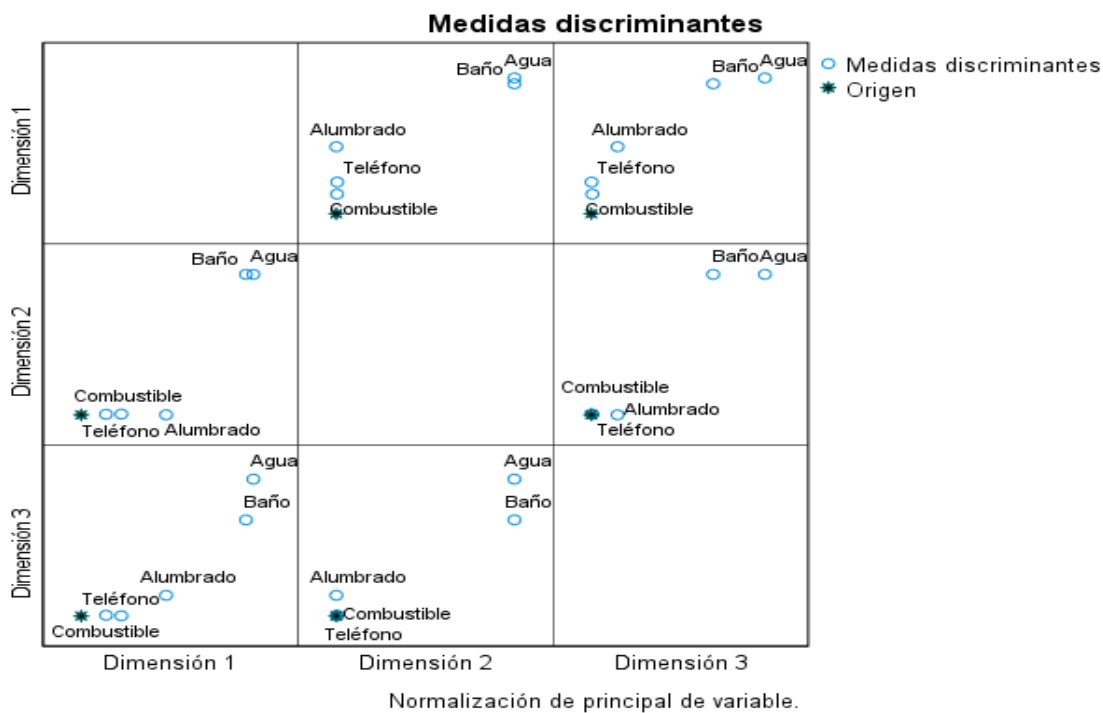 Medidas discriminantes
Medidas discriminantes
Origen
Dimensión 1
Baño Agua
Alumbrado
Teléfono
Combustible
Baño Agua
Alumbrado
Teléfono
Combustible
Dimensión 2
Baño Agua
Combustible
Teléfono Alumbrado
Baño Agua
Combustible
Alumbrado
Teléfono
Dimensión 3
Agua
Baño
Alumbrado
Teléfono
Combustible
Agua
Baño
Alumbrado
Combustible
Teléfono
Dimensión 1 Dimensión 2 Dimensión 3
Normalización de principal de variable.